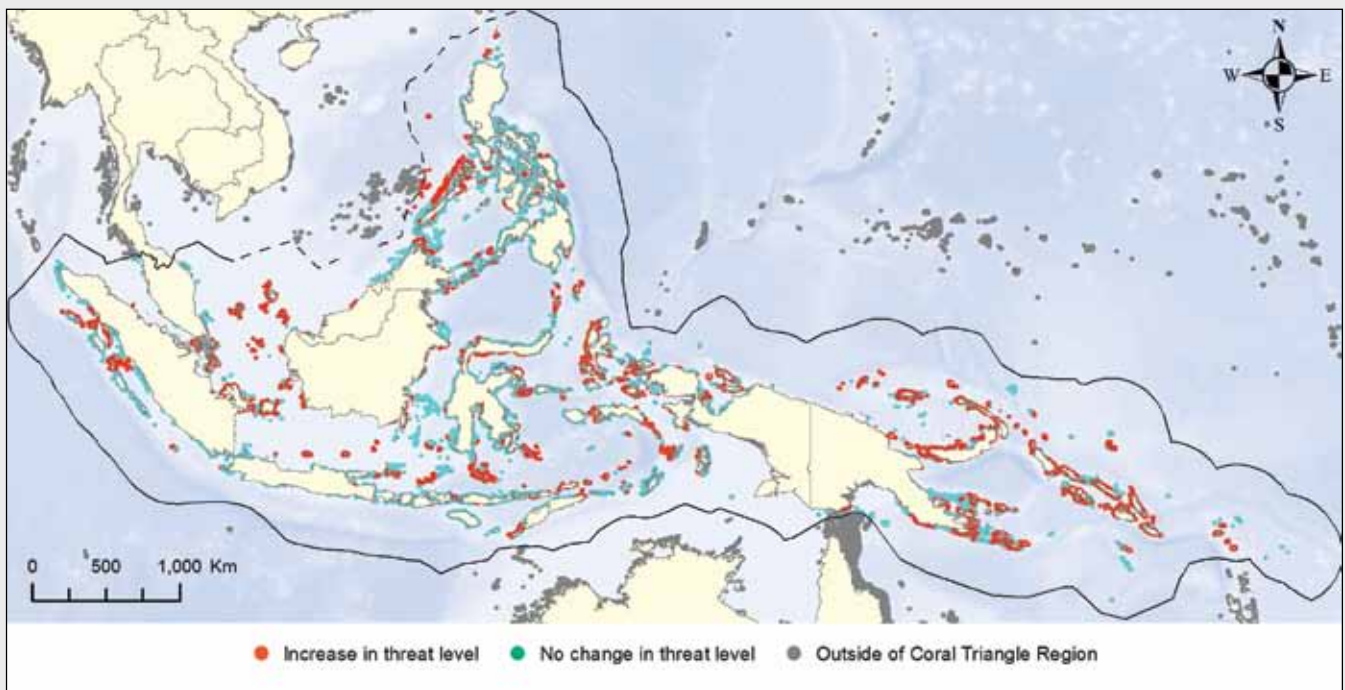 N
W E
S
0 500 1,000 Km
Increase in threat level No change in threat level Outside of Coral Triangle Region